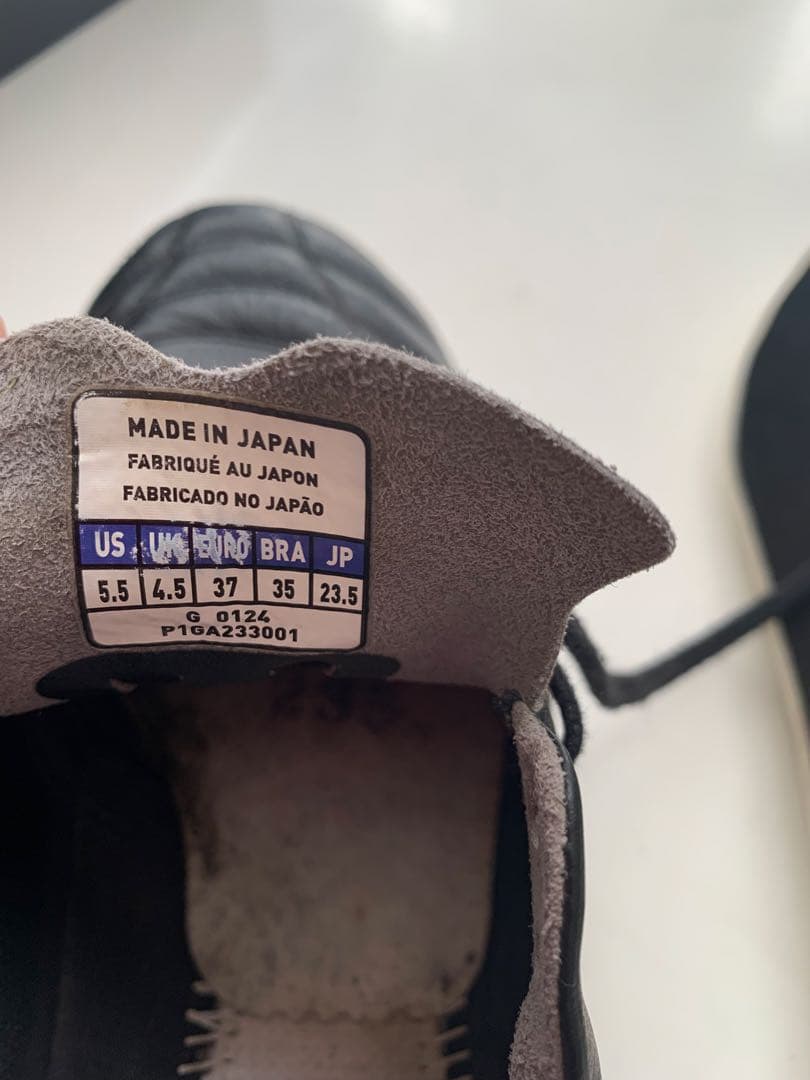 MADE IN JAPAN
FABRIQUÉ AU JAPON
FABRICADO NO JAPÃO
US UK EURO BRA JP
5.5 4.5 37 35 23.5
G 0124
P1GA233001